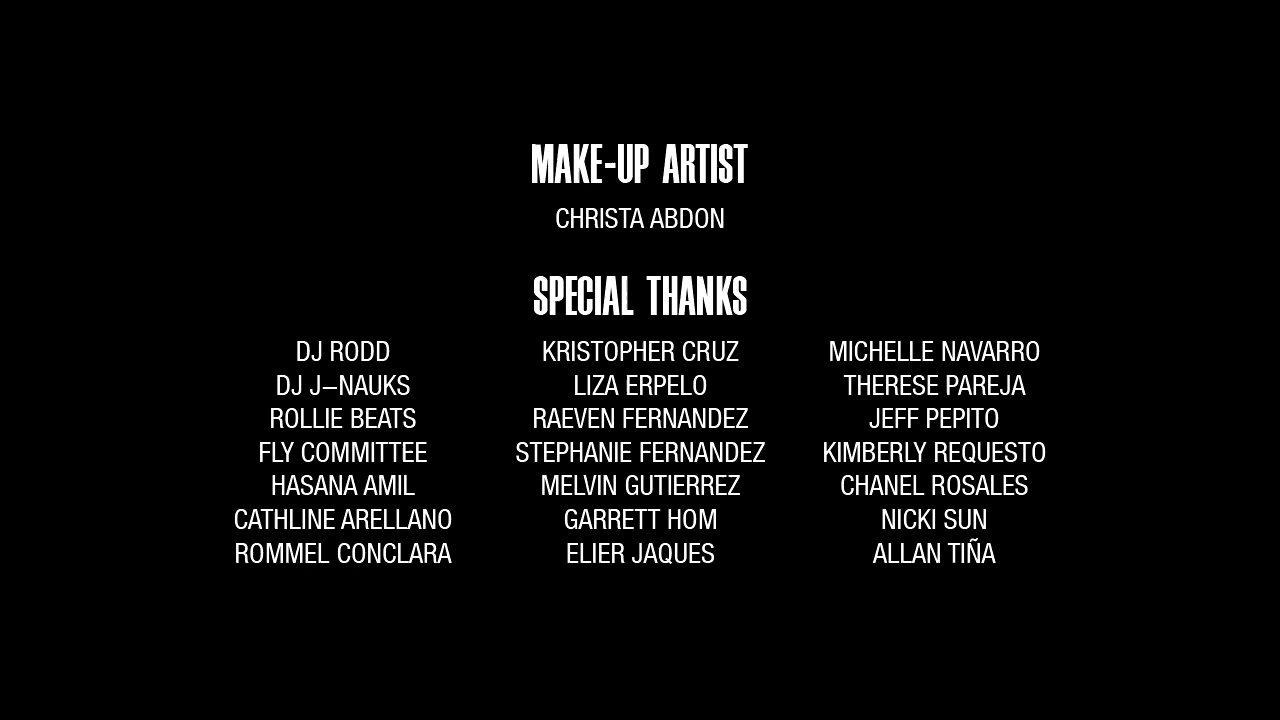 MAKE-UP ARTIST
CHRISTA ABDON
SPECIAL THANKS
DJ RODD
DJ J–NAUKS
ROLLIE BEATS
FLY COMMITTEE
HASANA AMIL
CATHLINE ARELLANO
ROMMEL CONCLARA
KRISTOPHER CRUZ
LIZA ERPELO
RAEVEN FERNANDEZ
STEPHANIE FERNANDEZ
MELVIN GUTIERREZ
GARRETT HOM
ELIER JAQUES
MICHELLE NAVARRO
THERESE PAREJA
JEFF PEPITO
KIMBERLY REQUESTO
CHANEL ROSALES
NICKI SUN
ALLAN TIÑA